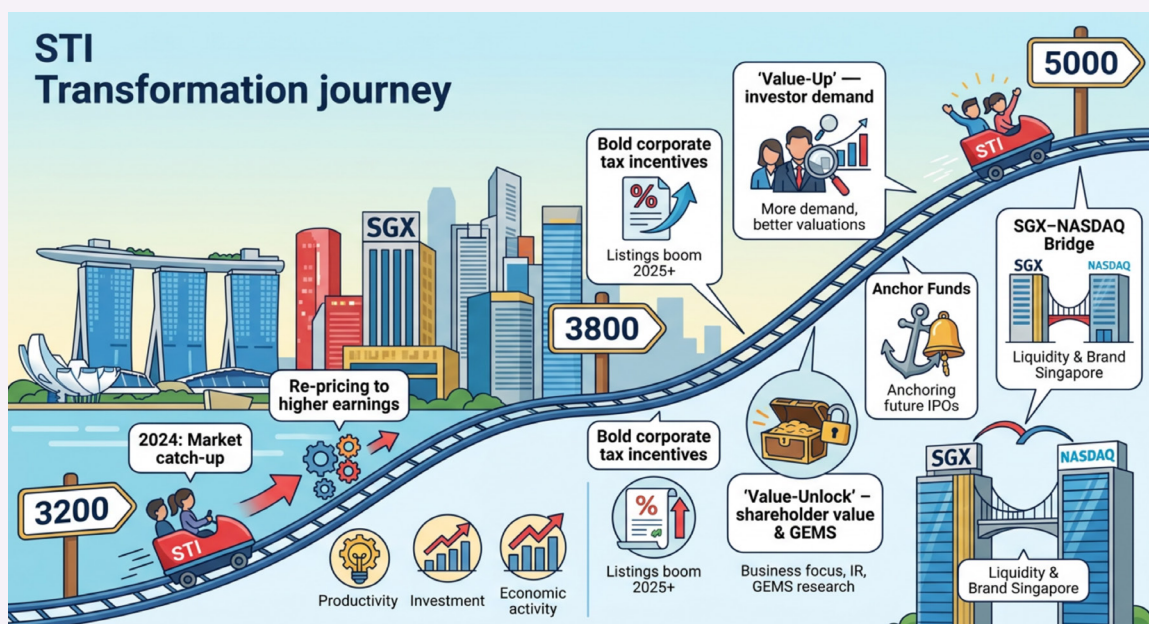 STI
Transformation journey
3200
2024: Market
catch-up
STI
Re-pricing to
higher earnings
Productivity
Investment
Economic
activity
SGX
3800
Bold corporate
tax incentives
%
Listings boom
2025+
Bold corporate
tax incentives
%
Listings boom
2025+
'Value-Up' —
investor demand
More demand,
better valuations
'Value-Unlock' –
shareholder value
& GEMS
Business focus, IR,
GEMS research
Anchor Funds
Anchoring
future IPOs
STI
5000
SGX–NASDAQ
Bridge
SGX
NASDAQ
Liquidity & Brand
Singapore
SGX
NASDAQ
Liquidity &
Brand Singapore